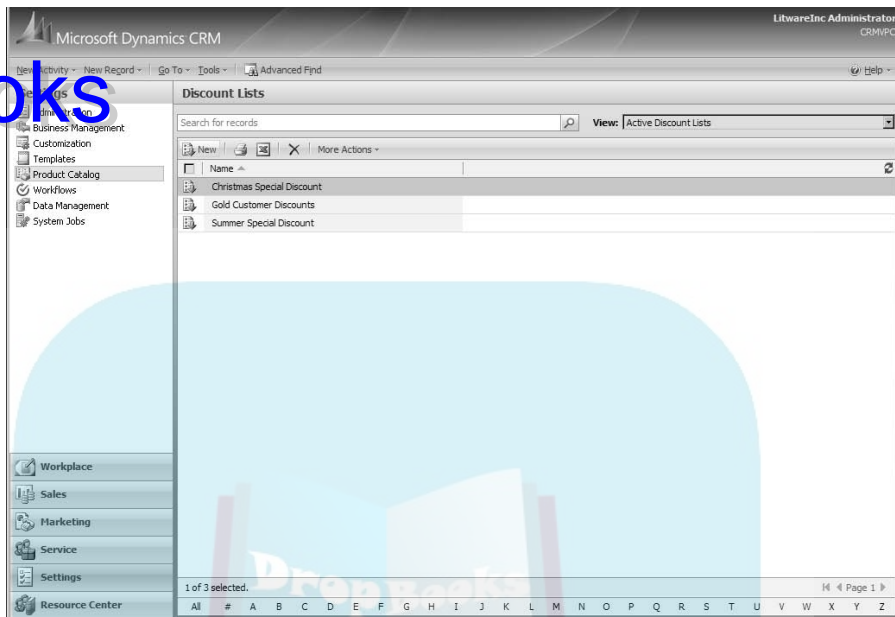 Microsoft Dynamics CRM
LitwareInc Administrator
CRMVPC
New Activity New Record Go To Tools Advanced Find Help
oks
Discount Lists
Search for records View: Active Discount Lists
Business Management
Customization
Templates
Product Catalog
Workflows
Data Management
System Jobs
New More Actions
Name
Christmas Special Discount
Gold Customer Discounts
Summer Special Discount
Workplace
Sales
Marketing
Service
Settings
Resource Center
DropBooks
1 of 3 selected. Page 1
All # A B C D E F G H I J K L M N O P Q R S T U V W X Y Z